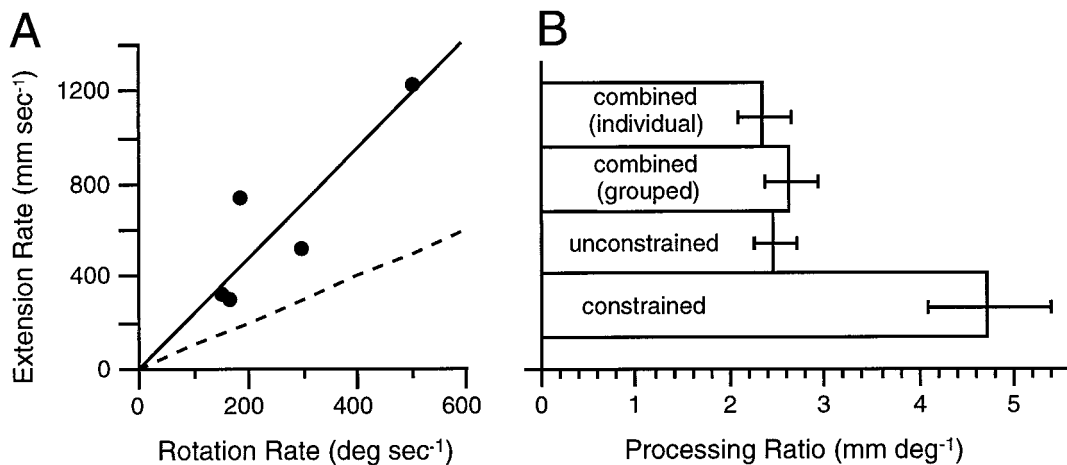 A
Extension Rate (mm sec⁻¹)
1200
800
400
0
0 200 400 600
Rotation Rate (deg sec⁻¹)
B
combined
(individual)
combined
(grouped)
unconstrained
constrained
0 1 2 3 4 5
Processing Ratio (mm deg⁻¹)